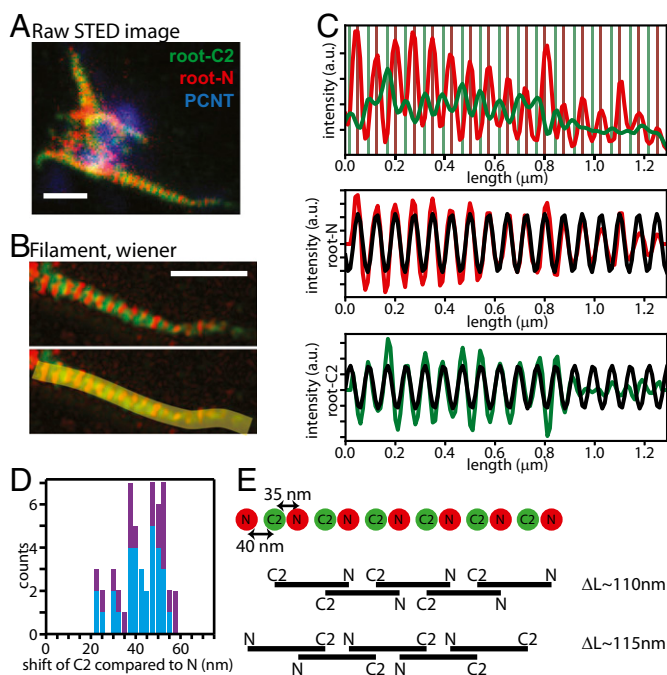 A Raw STED image
root-C2
root-N
PCNT
B Filament, wiener
C
intensity (a.u.)
0.0 0.2 0.4 0.6 0.8 1.0 1.2
length (μm)
intensity (a.u.)
root-N
0.0 0.2 0.4 0.6 0.8 1.0 1.2
length (μm)
intensity (a.u.)
root-C2
0.0 0.2 0.4 0.6 0.8 1.0 1.2
length (μm)
D
counts
6
4
2
0
0 20 40 60
shift of C2 compared to N (nm)
E
35 nm
N C2 N C2 N C2 N C2 N C2 N C2 N
40 nm
C2 N C2 N C2 N
C2 N C2 N
ΔL~110nm
N C2 N C2 N C2
N C2 N C2
ΔL~115nm